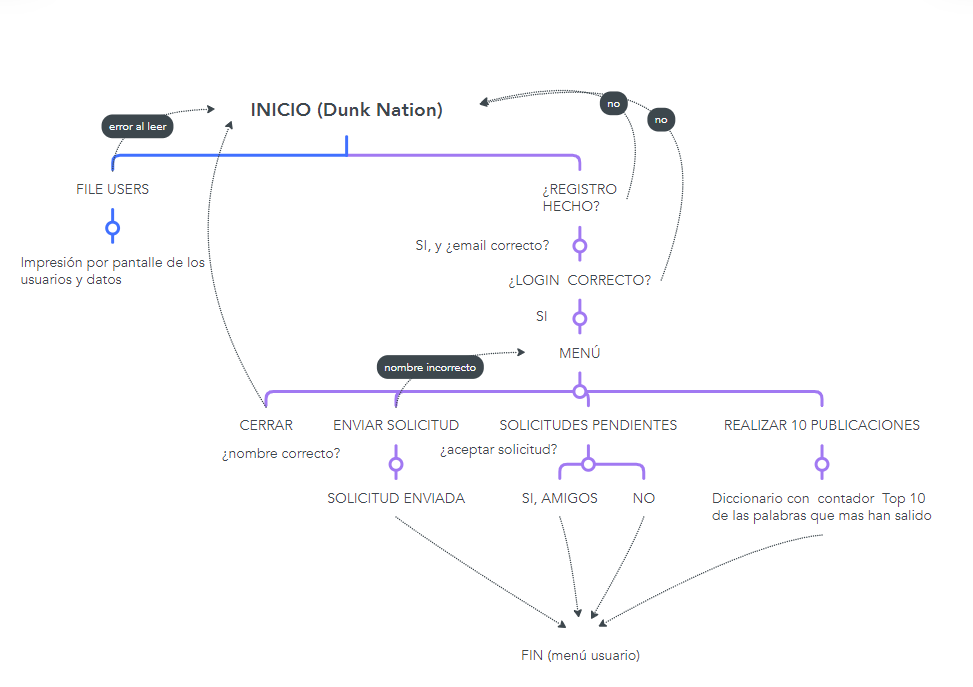 INICIO (Dunk Nation)
no
no
error al leer
FILE USERS
¿REGISTRO
HECHO?
SI, y ¿email correcto?
Impresión por pantalle de los
usuarios y datos
¿LOGIN CORRECTO?
SI
MENÚ
nombre incorrecto
CERRAR
ENVIAR SOLICITUD
SOLICITUDES PENDIENTES
REALIZAR 10 PUBLICACIONES
¿nombre correcto?
¿aceptar solicitud?
SOLICITUD ENVIADA
SI, AMIGOS
NO
Diccionario con contador Top 10
de las palabras que mas han salido
FIN (menú usuario)